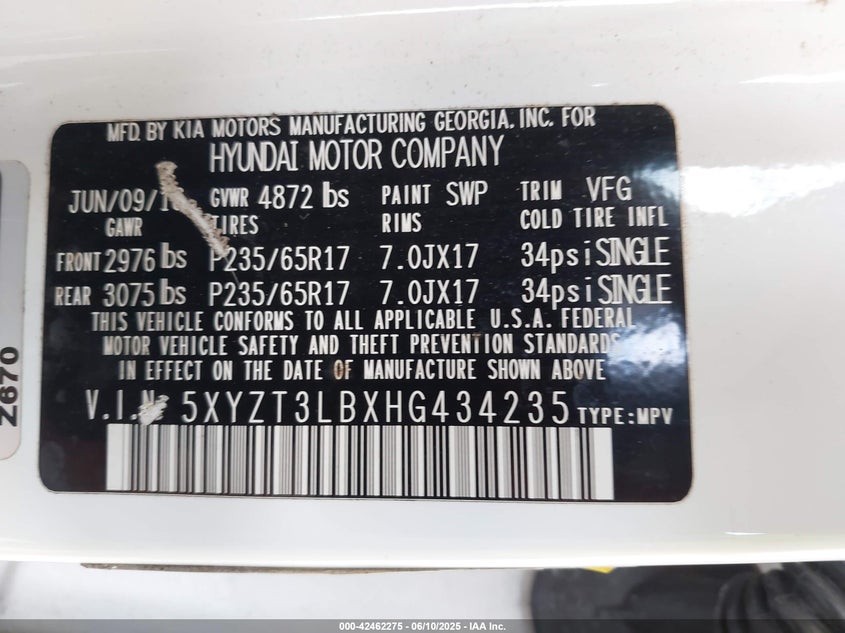 MFD. BY KIA MOTORS MANUFACTURING GEORGIA, INC. FOR
HYUNDAI MOTOR COMPANY
JUN/09/1 GVWR 4872 lbs PAINT SWP TRIM VFG
GAWR TIRES RIMS COLD TIRE INFL
FRONT 2976 lbs P235/65R17 7.0JX17 34psi SINGLE
REAR 3075 lbs P235/65R17 7.0JX17 34psi SINGLE
THIS VEHICLE CONFORMS TO ALL APPLICABLE U.S.A. FEDERAL
MOTOR VEHICLE SAFETY AND THEFT PREVENTION STANDARDS
IN EFFECT ON THE DATE OF MANUFACTURE SHOWN ABOVE
V.I.N: 5XYZT3LBXHG434235 TYPE:MPV
Z670
000-42462275 - 06/10/2025 - IAA Inc.